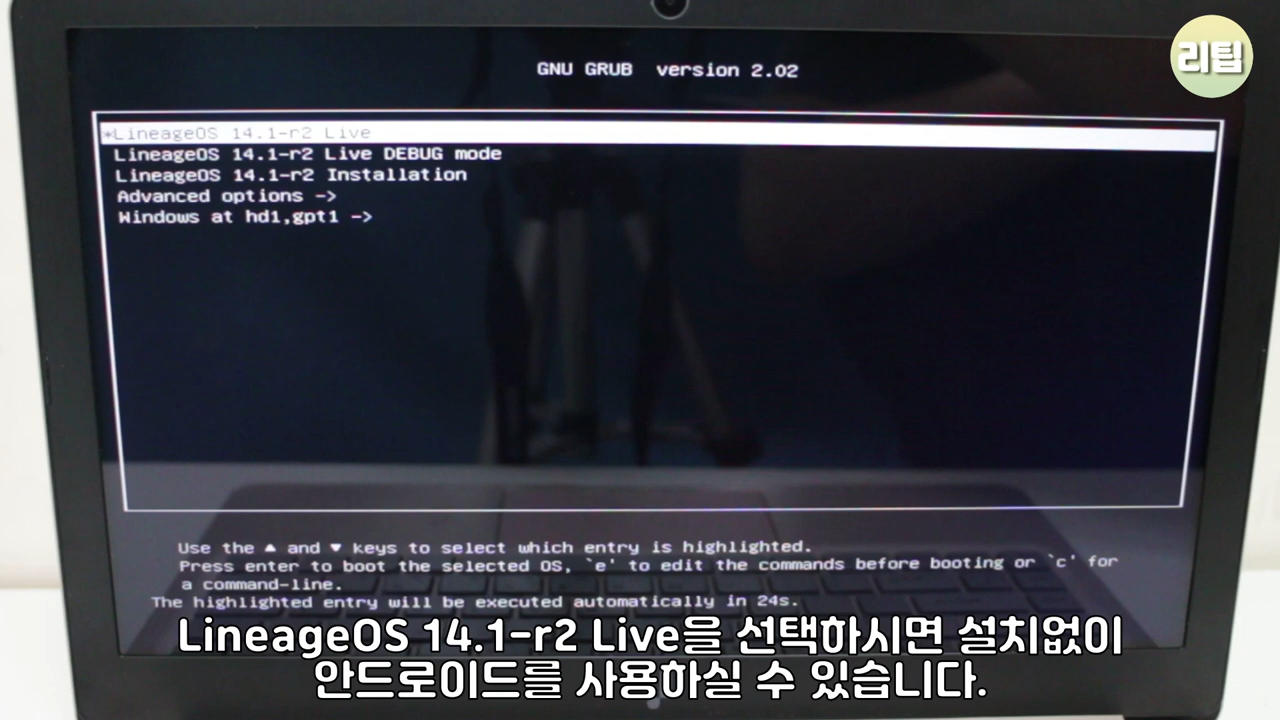 리팁
GNU GRUB version 2.02
*LineageOS 14.1-r2 Live
LineageOS 14.1-r2 Live DEBUG mode
LineageOS 14.1-r2 Installation
Advanced options ->
Windows at hd1,gpt1 ->
Use the ▲ and ▼ keys to select which entry is highlighted.
Press enter to boot the selected OS, `e' to edit the commands before booting or `c' for
a command-line.
The highlighted entry will be executed automatically in 24s.
LineageOS 14.1-r2 Live을 선택하시면 설치없이
안드로이드를 사용하실 수 있습니다.